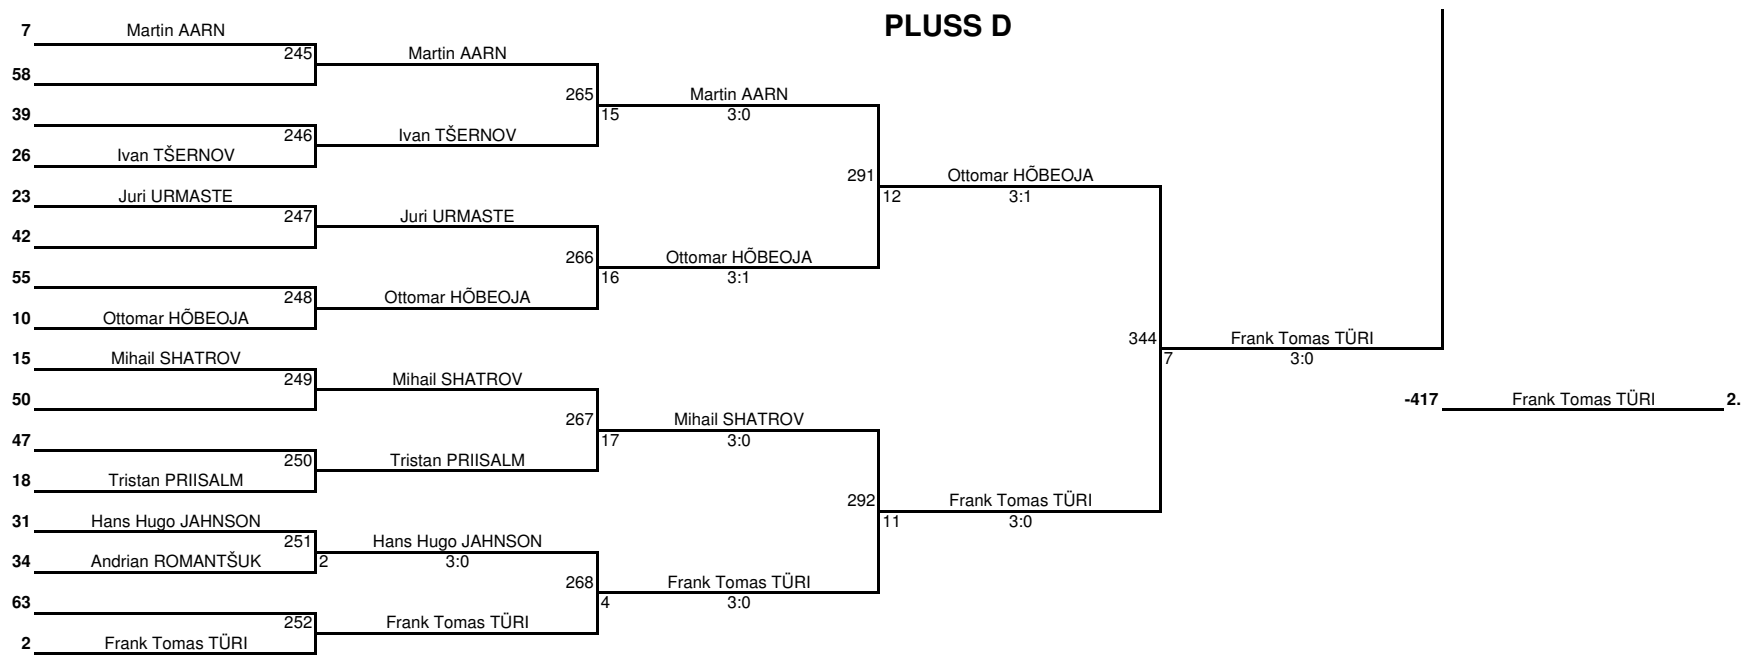 PLUSS D
7 Martin AARN
245 Martin AARN
58
265 Martin AARN
39
15 3:0
246 Ivan TŠERNOV
26 Ivan TŠERNOV
291 Ottomar HÕBEOJA
23 Juri URMASTE
12 3:1
247 Juri URMASTE
42
266 Ottomar HÕBEOJA
55
16 3:1
248 Ottomar HÕBEOJA
10 Ottomar HÕBEOJA
344 Frank Tomas TÜRI
15 Mihail SHATROV
7 3:0
249 Mihail SHATROV
50
-417 Frank Tomas TÜRI 2.
267 Mihail SHATROV
47
17 3:0
250 Tristan PRIISALM
18 Tristan PRIISALM
292 Frank Tomas TÜRI
31 Hans Hugo JAHNSON
11 3:0
251 Hans Hugo JAHNSON
34 Andrian ROMANTŠUK
2 3:0
268 Frank Tomas TÜRI
63
4 3:0
252 Frank Tomas TÜRI
2 Frank Tomas TÜRI